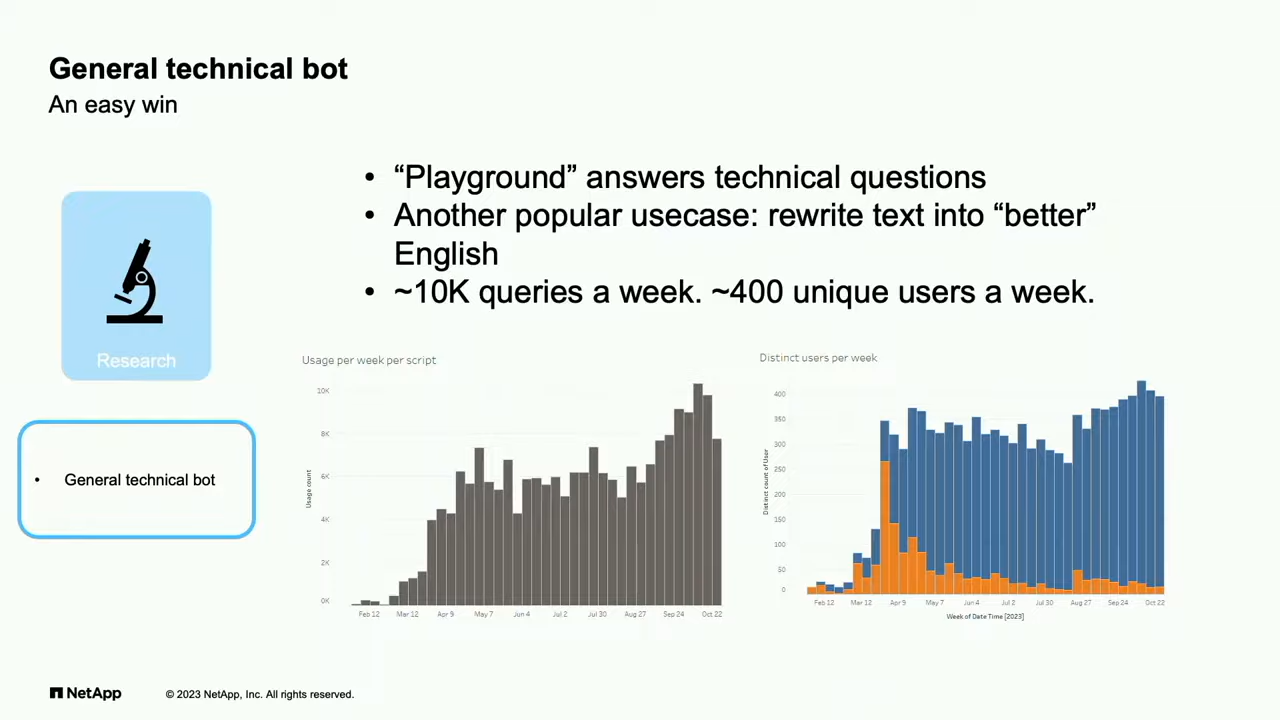 General technical bot
An easy win
• “Playground” answers technical questions
• Another popular usecase: rewrite text into “better”
English
• ~10K queries a week. ~400 unique users a week.
Research
• General technical bot
Usage per week per script
10K
8K
6K
4K
2K
0K
Usage count
Feb 12 Mar 12 Apr 9 May 7 Jun 4 Jul 2 Jul 30 Aug 27 Sep 24 Oct 22
Distinct users per week
400
350
300
250
200
150
100
50
0
Distinct count of User
Feb 12 Mar 12 Apr 9 May 7 Jun 4 Jul 2 Jul 30 Aug 27 Sep 24 Oct 22
Week of Date Time [2023]
NetApp
© 2023 NetApp, Inc. All rights reserved.